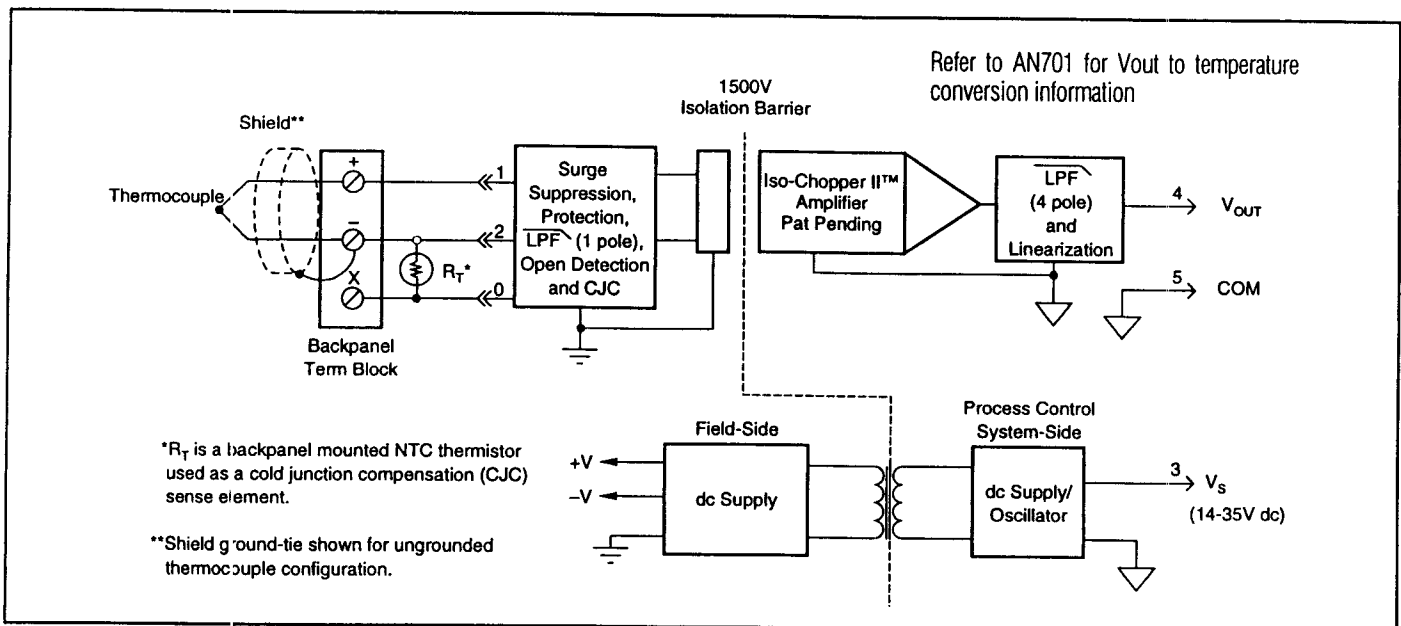 Refer to AN701 for Vout to temperature
conversion information
1500V
Isolation Barrier
Shield**
Thermocouple
+
−
X
Backpanel
Term Block
R_T*
1
2
0
Surge
Suppression,
Protection,
LPF (1 pole),
Open Detection
and CJC
Iso-Chopper II™
Amplifier
Pat Pending
LPF
(4 pole)
and
Linearization
4
V_OUT
5
COM
*R_T is a backpanel mounted NTC thermistor
used as a cold junction compensation (CJC)
sense element.
**Shield ground-tie shown for ungrounded
thermocouple configuration.
Field-Side
+V
−V
dc Supply
Process Control
System-Side
dc Supply/
Oscillator
3
V_S
(14-35V dc)